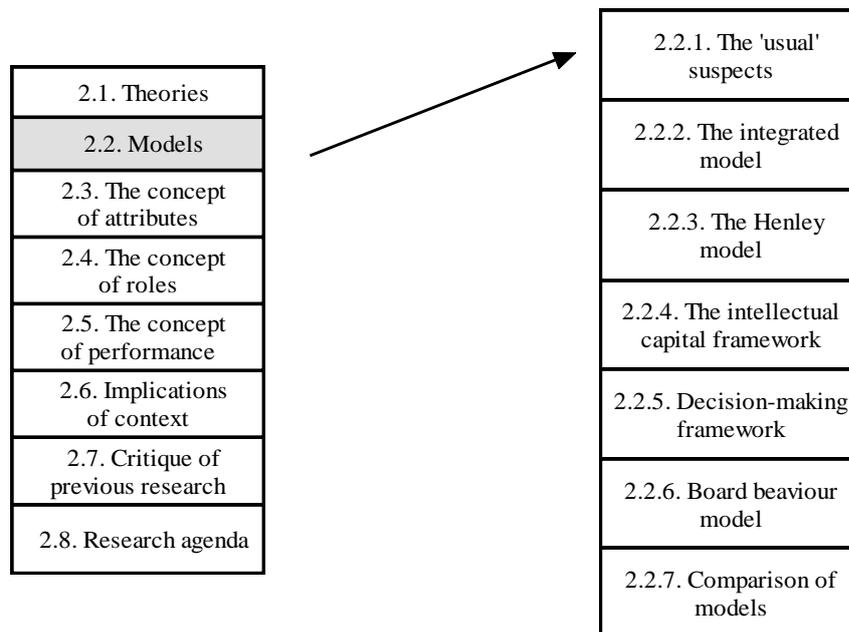 2.1. Theories
2.2. Models
2.3. The concept
of attributes
2.4. The concept
of roles
2.5. The concept
of performance
2.6. Implications
of context
2.7. Critique of
previous research
2.8. Research agenda
2.2.1. The 'usual'
suspects
2.2.2. The integrated
model
2.2.3. The Henley
model
2.2.4. The intellectual
capital framework
2.2.5. Decision-making
framework
2.2.6. Board beaviour
model
2.2.7. Comparison of
models